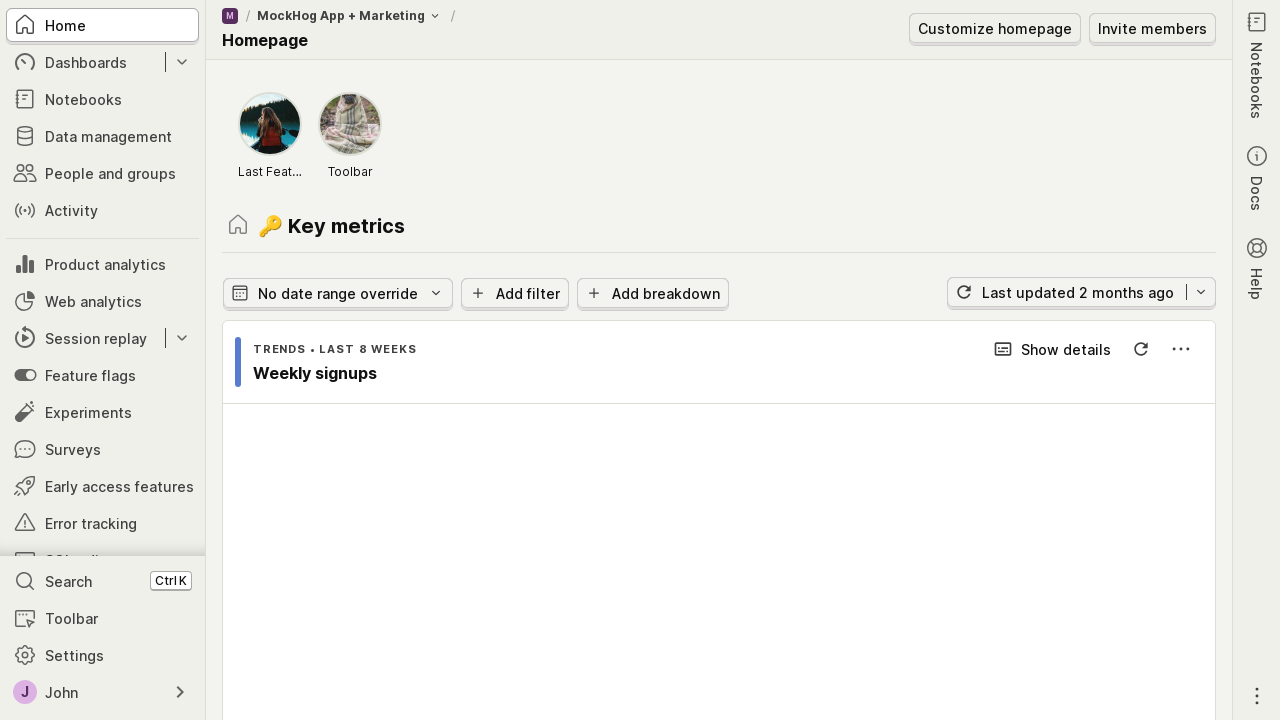 Home
Dashboards
Notebooks
Data management
People and groups
Activity
Product analytics
Web analytics
Session replay
Feature flags
Experiments
Surveys
Early access features
Error tracking
Search Ctrl K
Toolbar
Settings
J John
M / MockHog App + Marketing /
Homepage
Customize homepage
Invite members
Last Feat...
Toolbar
🔑 Key metrics
No date range override
Add filter
Add breakdown
Last updated 2 months ago
TRENDS • LAST 8 WEEKS
Weekly signups
Show details
Notebooks
Docs
Help